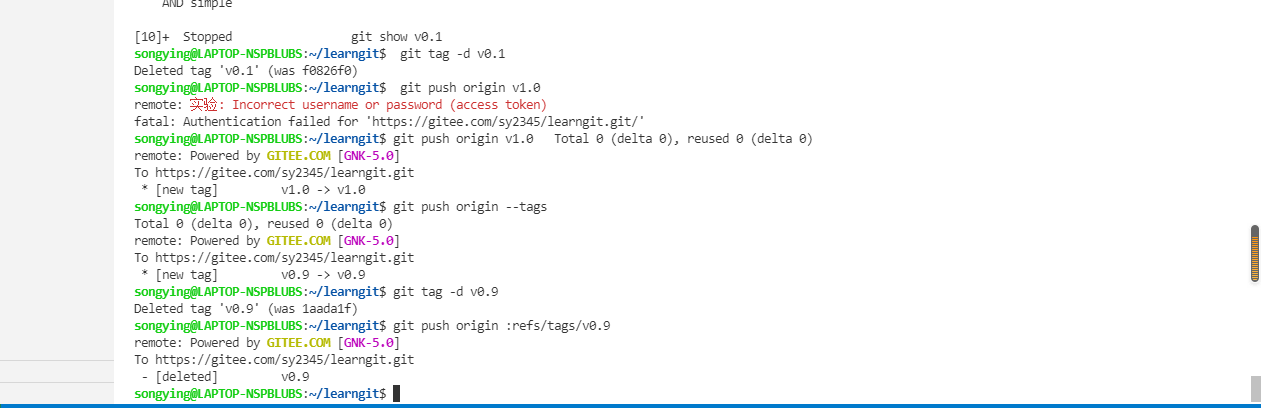 AND simple
[10]+  Stopped                 git show v0.1
songying@LAPTOP-NSPBLUBS:~/learngit$  git tag -d v0.1
Deleted tag 'v0.1' (was f0826f0)
songying@LAPTOP-NSPBLUBS:~/learngit$  git push origin v1.0
remote: 实验: Incorrect username or password (access token)
fatal: Authentication failed for 'https://gitee.com/sy2345/learngit.git/'
songying@LAPTOP-NSPBLUBS:~/learngit$ git push origin v1.0   Total 0 (delta 0), reused 0 (delta 0)
remote: Powered by GITEE.COM [GNK-5.0]
To https://gitee.com/sy2345/learngit.git
 * [new tag]         v1.0 -> v1.0
songying@LAPTOP-NSPBLUBS:~/learngit$ git push origin --tags
Total 0 (delta 0), reused 0 (delta 0)
remote: Powered by GITEE.COM [GNK-5.0]
To https://gitee.com/sy2345/learngit.git
 * [new tag]         v0.9 -> v0.9
songying@LAPTOP-NSPBLUBS:~/learngit$ git tag -d v0.9
Deleted tag 'v0.9' (was 1aada1f)
songying@LAPTOP-NSPBLUBS:~/learngit$ git push origin :refs/tags/v0.9
remote: Powered by GITEE.COM [GNK-5.0]
To https://gitee.com/sy2345/learngit.git
 - [deleted]         v0.9
songying@LAPTOP-NSPBLUBS:~/learngit$